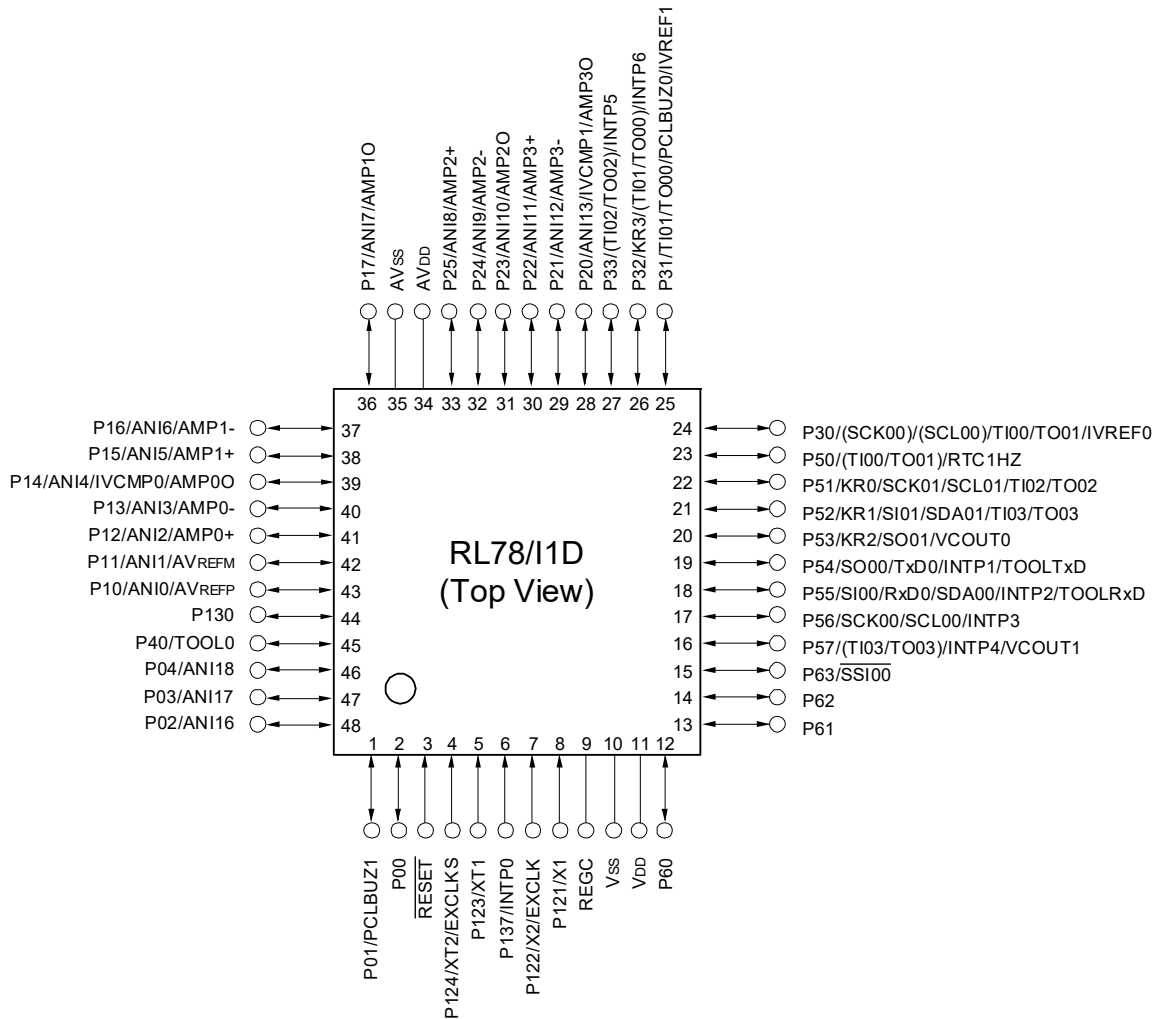 P17/ANI7/AMP1O
AVSS
AVDD
P25/ANI8/AMP2+
P24/ANI9/AMP2-
P23/ANI10/AMP2O
P22/ANI11/AMP3+
P21/ANI12/AMP3-
P20/ANI13/IVCMP1/AMP3O
P33/(TI02/TO02)/INTP5
P32/KR3/(TI01/TO00)/INTP6
P31/TI01/TO00/PCLBUZ0/IVREF1
36 35 34 33 32 31 30 29 28 27 26 25
P16/ANI6/AMP1- 37
P15/ANI5/AMP1+ 38
P14/ANI4/IVCMP0/AMP0O 39
P13/ANI3/AMP0- 40
P12/ANI2/AMP0+ 41
P11/ANI1/AVREFM 42
P10/ANI0/AVREFP 43
P130 44
P40/TOOL0 45
P04/ANI18 46
P03/ANI17 47
P02/ANI16 48
RL78/I1D
(Top View)
24 P30/(SCK00)/(SCL00)/TI00/TO01/IVREF0
23 P50/(TI00/TO01)/RTC1HZ
22 P51/KR0/SCK01/SCL01/TI02/TO02
21 P52/KR1/SI01/SDA01/TI03/TO03
20 P53/KR2/SO01/VCOUT0
19 P54/SO00/TxD0/INTP1/TOOLTxD
18 P55/SI00/RxD0/SDA00/INTP2/TOOLRxD
17 P56/SCK00/SCL00/INTP3
16 P57/(TI03/TO03)/INTP4/VCOUT1
15 P63/SSI00
14 P62
13 P61
1 2 3 4 5 6 7 8 9 10 11 12
P01/PCLBUZ1
P00
RESET
P124/XT2/EXCLKS
P123/XT1
P137/INTP0
P122/X2/EXCLK
P121/X1
REGC
VSS
VDD
P60